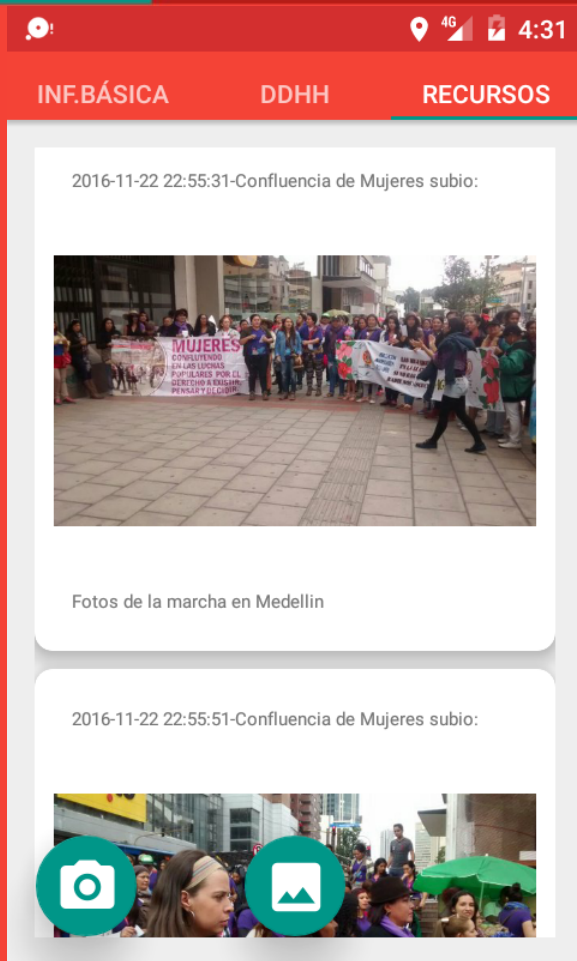 4G 4:31
INF.BÁSICA DDHH RECURSOS
2016-11-22 22:55:31-Confluencia de Mujeres subio:
MUJERES
CONFLUYENDO
EN LAS LUCHAS
POPULARES POR EL
DERECHO A EXISTIR,
PENSAR Y DECIDIR.
Fotos de la marcha en Medellin
2016-11-22 22:55:51-Confluencia de Mujeres subio: